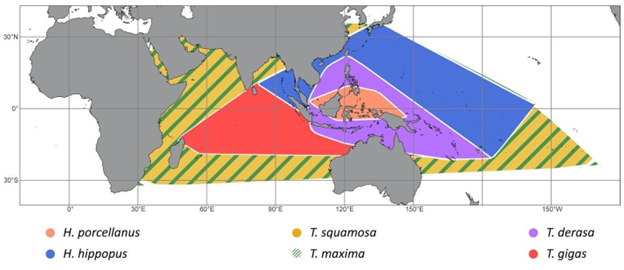 30°N
0°
30°S
0°
30°E
60°E
90°E
120°E
150°E
150°W
H. porcellanus
T. squamosa
T. derasa
H. hippopus
T. maxima
T. gigas